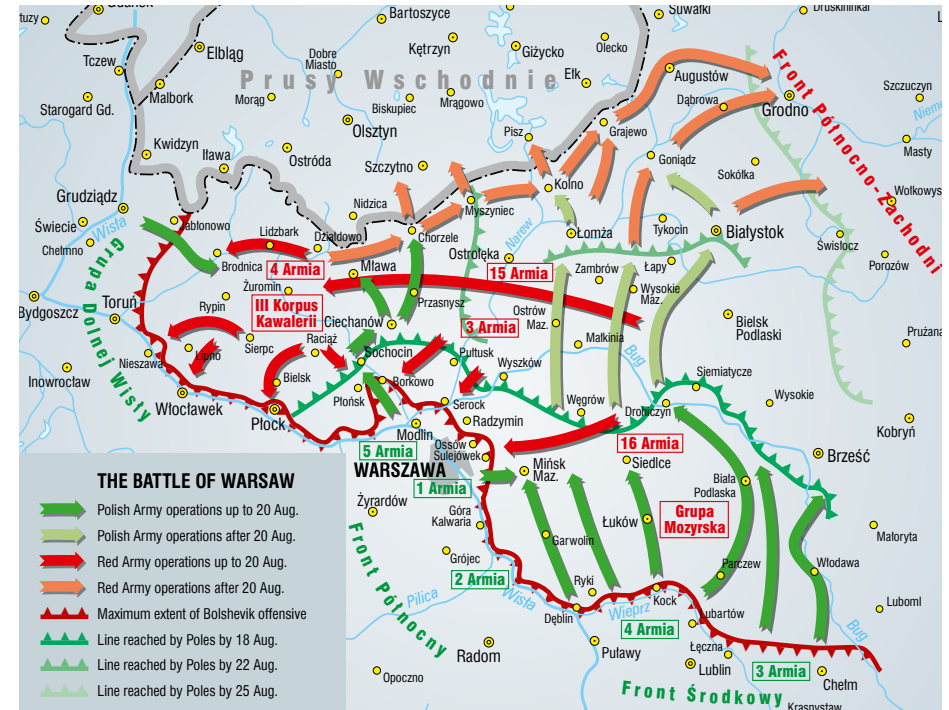 Bartoszyce
Suwałki
Tczew
Elbląg
Kętrzyn
Giżycko
Olecko
Dobre
Miasto
Ełk
Augustów
Prusy Wschodnie
Malbork
Morąg
Biskupiec
Mrągowo
Szczuczyn
Starogard Gd.
Dąbrowa
Grodno
Olsztyn
Pisz
Grajewo
Kwidzyn
Iława
Ostróda
Szczytno
Goniądz
Masty
Sokółka
Kolno
Grudziądz
Nidzica
Myszyniec
Wołkowysk
Front Północno-Zachodni
Świecie
Wisła
Jabłonowo
Lidzbark
Działdowo
Chorzele
Narew
Łomża
Tykocin
Białystok
Świsłocz
Chełmno
Grupa Dolnej Wisły
Brodnica
4 Armia
Mława
Ostrołęka
15 Armia
Zambrów
Łapy
Porozów
Żuromin
III Korpus
Kawalerii
Przasnysz
Wysokie
Maz.
Toruń
Bydgoszcz
Rypin
Ciechanów
3 Armia
Ostrów
Maz.
Bielsk
Podlaski
Prużana
Sierpc
Raciąż
Małkinia
Nieszawa
Lipno
Sochocin
Pułtusk
Bug
Inowrocław
Bielsk
Borkowo
Wyszków
Siemiatycze
Włocławek
Płońsk
Serock
Węgrów
Drohiczyn
Wysokie
Płock
Radzymin
Kobryń
Modlin
5 Armia
Ossów
Sulejówek
16 Armia
Brześć
WARSZAWA
Mińsk
Maz.
Siedlce
1 Armia
Biała
Podlaska
Żyrardów
Góra
Kalwaria
Łuków
Grupa
Mozyrska
Małoryta
Garwolin
Grójec
Front Północny
2 Armia
Parczew
Włodawa
Ryki
Pilica
Wisła
Wieprz
Kock
Luboml
Dęblin
Lubartów
4 Armia
Bug
Radom
Puławy
Łęczna
Opoczno
Lublin
3 Armia
Chełm
Front Środkowy
Krasnystaw
THE BATTLE OF WARSAW
Polish Army operations up to 20 Aug.
Polish Army operations after 20 Aug.
Red Army operations up to 20 Aug.
Red Army operations after 20 Aug.
Maximum extent of Bolshevik offensive
Line reached by Poles by 18 Aug.
Line reached by Poles by 22 Aug.
Line reached by Poles by 25 Aug.